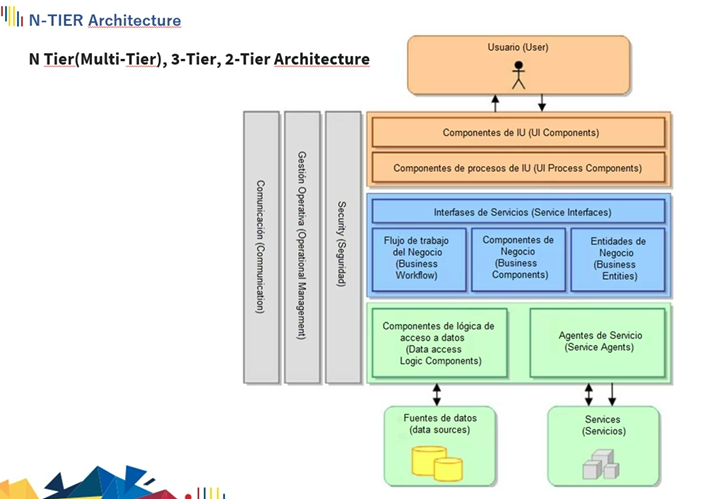 N-TIER Architecture
N Tier(Multi-Tier), 3-Tier, 2-Tier Architecture
Usuario (User)
Componentes de IU (UI Components)
Componentes de procesos de IU (UI Process Components)
Comunicación (Communication)
Gestión Operativa (Operational Management)
Security (Seguridad)
Interfases de Servicios (Service Interfaces)
Flujo de trabajo
del Negocio
(Business
Workflow)
Componentes de
Negocio
(Business
Components)
Entidades de
Negocio
(Business
Entities)
Componentes de lógica de
acceso a datos
(Data access
Logic Components)
Agentes de Servicio
(Service Agents)
Fuentes de datos
(data sources)
Services
(Servicios)